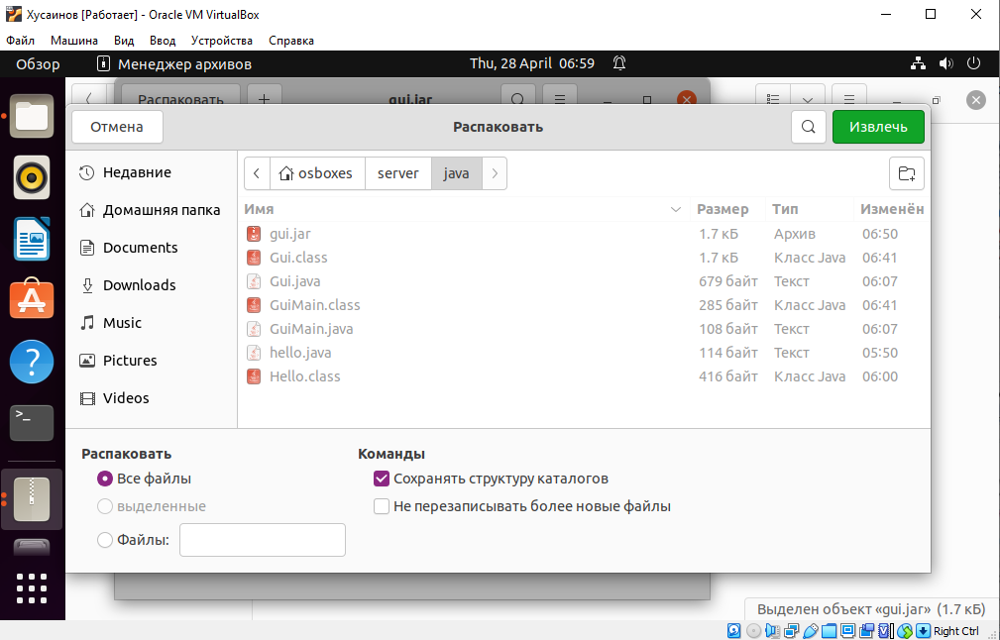 Хусаинов [Работает] - Oracle VM VirtualBox
Файл Машина Вид Ввод Устройства Справка
Обзор Менеджер архивов Thu, 28 April 06:59
Распаковать gui.jar
Отмена Распаковать Извлечь
Недавние
Домашняя папка
Documents
Downloads
Music
Pictures
Videos
osboxes server java
Имя Размер Тип Изменён
gui.jar 1.7 кБ Архив 06:50
Gui.class 1.7 кБ Класс Java 06:41
Gui.java 679 байт Текст 06:07
GuiMain.class 285 байт Класс Java 06:41
GuiMain.java 108 байт Текст 06:07
hello.java 114 байт Текст 05:50
Hello.class 416 байт Класс Java 06:00
Распаковать
Все файлы
выделенные
Файлы:
Команды
Сохранять структуру каталогов
Не перезаписывать более новые файлы
Выделен объект «gui.jar» (1.7 кБ)
Right Ctrl